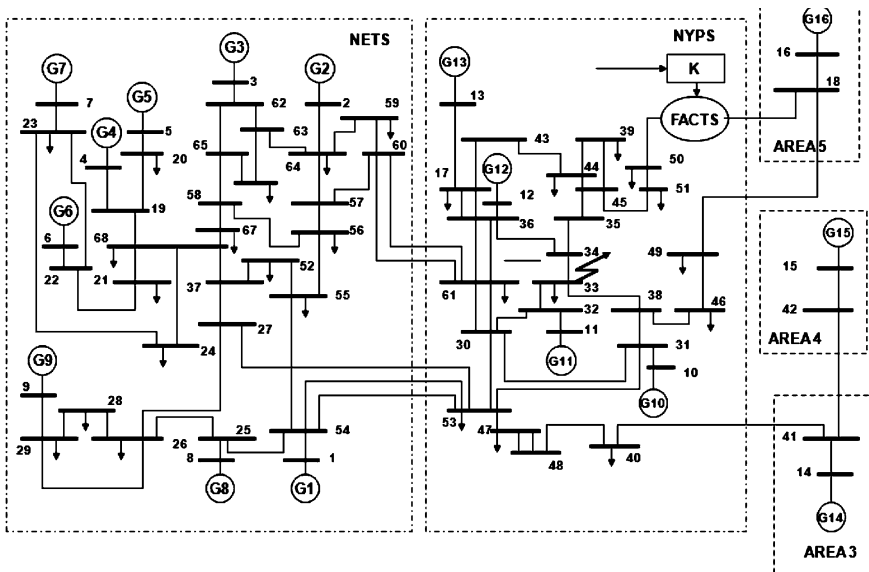 NETS
G7
7
23
G5
G4
5
4
20
G6
19
6
68
22
21
24
G3
3
62
63
65
64
58
67
37
27
G2
2
59
60
57
56
52
55
G9
9
28
29
26
25
8
G8
54
1
G1
NYPS
G13
13
K
FACTS
43
39
17
G12
44
50
12
45
51
36
35
34
49
61
33
32
38
46
30
11
G11
31
10
G10
53
47
48
40
G16
16
18
AREA 5
G15
15
42
AREA 4
41
14
G14
AREA 3